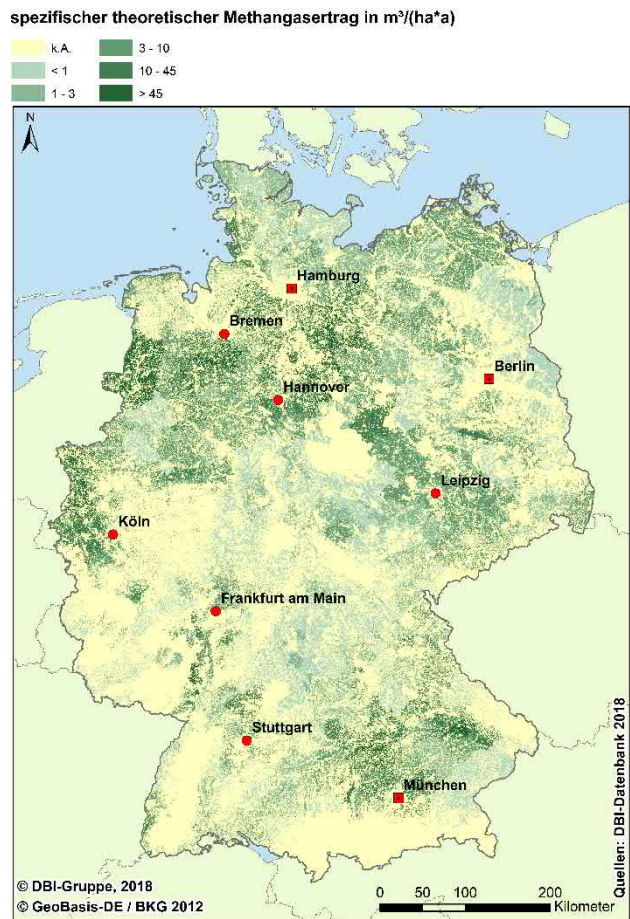 spezifischer theoretischer Methangasertrag in m³/(ha*a)
k.A.
3 - 10
< 1
10 - 45
1 - 3
> 45
N
Hamburg
Bremen
Berlin
Hannover
Leipzig
Köln
Frankfurt am Main
Stuttgart
München
Quellen: DBI-Datenbank 2018
© DBI-Gruppe, 2018
© GeoBasis-DE / BKG 2012
0 50 100 200
Kilometer